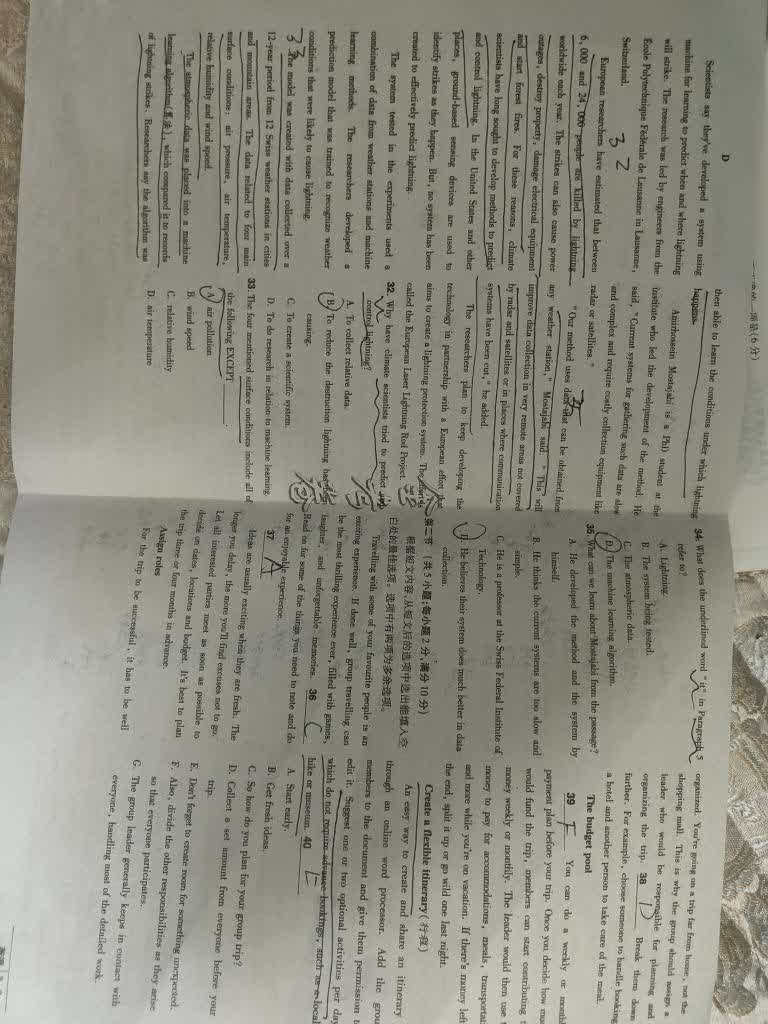 D
Scientists say they've developed a system using
machine for learning to predict when and where lightning
will strike. The research was led by engineers from the
École Polytechnique Fédérale de Lausanne in Lausanne,
Switzerland.
European researchers have estimated that between
6,000 and 24,000 people are killed by lightning
worldwide each year. The strikes can also cause power
outages, destroy property, damage electrical equipment
and start forest fires. For these reasons, climate
scientists have long sought to develop methods to predict
and control lightning. In the United States and other
places, ground-based sensing devices are used to
identify strikes as they happen. But, no system has been
created to effectively predict lightning.
The system tested in the experiments used a
combination of data from weather stations and machine
learning methods. The researchers developed a
prediction model that was trained to recognize weather
conditions that were likely to cause lightning.
The model was created with data collected over a
12-year period from 12 Swiss weather stations in cities
and mountain areas. The data related to four main
surface conditions: air pressure, air temperature,
relative humidity and wind speed.
The atmospheric data was placed into a machine
learning algorithm(算法), which compared it to records
of lightning strikes. Researchers say the algorithm was
then able to learn the conditions under which lightning
happens.
Amirhossein Mostajabi is a PhD student at the
institute who led the development of the method. He
said, "Current systems for gathering such data are slow
and complex and require costly collection equipment like
radar or satellites."
"Our method uses data that can be obtained from
any weather station," Mostajabi said. "This will
improve data collection in very remote areas not covered
by radar and satellites or in places where communication
systems have been cut," he added.
The researchers plan to keep developing the
technology in partnership with a European effort that
aims to create a lightning protection system. The effort is
called the European Laser Lightning Rod Project.
32. Why have climate scientists tried to predict and
control lightning?
A. To collect relative data.
B. To reduce the destruction lightning has been
causing.
C. To create a scientific system.
D. To do research in relation to machine learning.
33. The four mentioned surface conditions include all of
the following EXCEPT
A. air pollution
B. wind speed
C. relative humidity
D. air temperature
34. What does the underlined word "it" in Paragraph 5
refer to?
A. Lightning.
B. The system being tested.
C. The atmospheric data.
D. The machine learning algorithm.
35. What can we learn about Mostajabi from the passage?
A. He developed the method and the system by
himself.
B. He thinks the current systems are too slow and
simple.
C. He is a professor at the Swiss Federal Institute of
Technology.
D. He believes their system does much better in data
collection.
第二节 (共5小题;每小题2分,满分10分)
根据短文内容,从短文后的选项中选出能填入空
白处的最佳选项。选项中有两项为多余选项。
Travelling with some of your favourite people is an
exciting experience. If done well, group travelling can
be the most thrilling experience ever, filled with games,
laughter, and unforgettable memories. 36 C
Read on for some of the things you need to note and do
for an enjoyable experience.
37 A
Ideas are usually exciting when they are fresh. The
longer you delay, the more you'll find excuses not to go.
Let all interested parties meet as soon as possible to
decide on dates, locations and budget. It's best to plan
the trip three or four months in advance.
Assign roles
For the trip to be successful, it has to be well
organized. You're going on a trip far from home, not the
shopping mall. This is why the group should assign a
leader who would be responsible for planning and
organizing the trip. 38 D Break them down
further. For example, choose someone to handle booking
a hotel and another person to take care of the meal.
The budget pool
39 F You can do a weekly or month
payment plan before your trip. Once you decide how mu
would fund the trip, members can start contributing t
money weekly or monthly. The leader would then use t
money to pay for accommodations, meals, transportat
and more while you're on vacation. If there's money left
the end, split it up or go wild one last night.
Create a flexible itinerary(行程)
An easy way to create and share an itinerary
through an online word processor. Add the grou
members to the document and give them permission t
edit it. Suggest one or two optional activities per day
which do not require advance bookings, such as a local
hike or museum. 40 E
A. Start early.
B. Get fresh ideas.
C. So how do you plan for your group trip?
D. Collect a set amount from everyone before your
trip.
E. Don't forget to create room for something unexpected.
F. Also, divide the other responsibilities as they arise
so that everyone participates.
G. The group leader generally keeps in contact with
everyone, handling most of the detailed work.